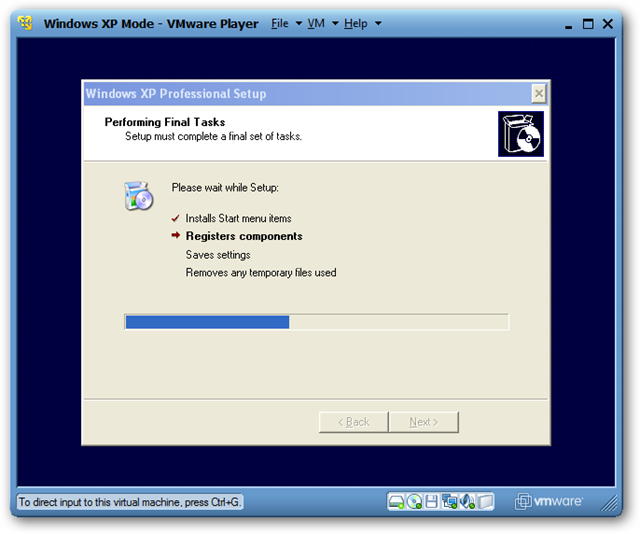 Windows XP Mode - VMware Player File VM Help
Windows XP Professional Setup
Performing Final Tasks
Setup must complete a final set of tasks.
Please wait while Setup:
Installs Start menu items
Registers components
Saves settings
Removes any temporary files used
< Back Next >
To direct input to this virtual machine, press Ctrl+G. vmware